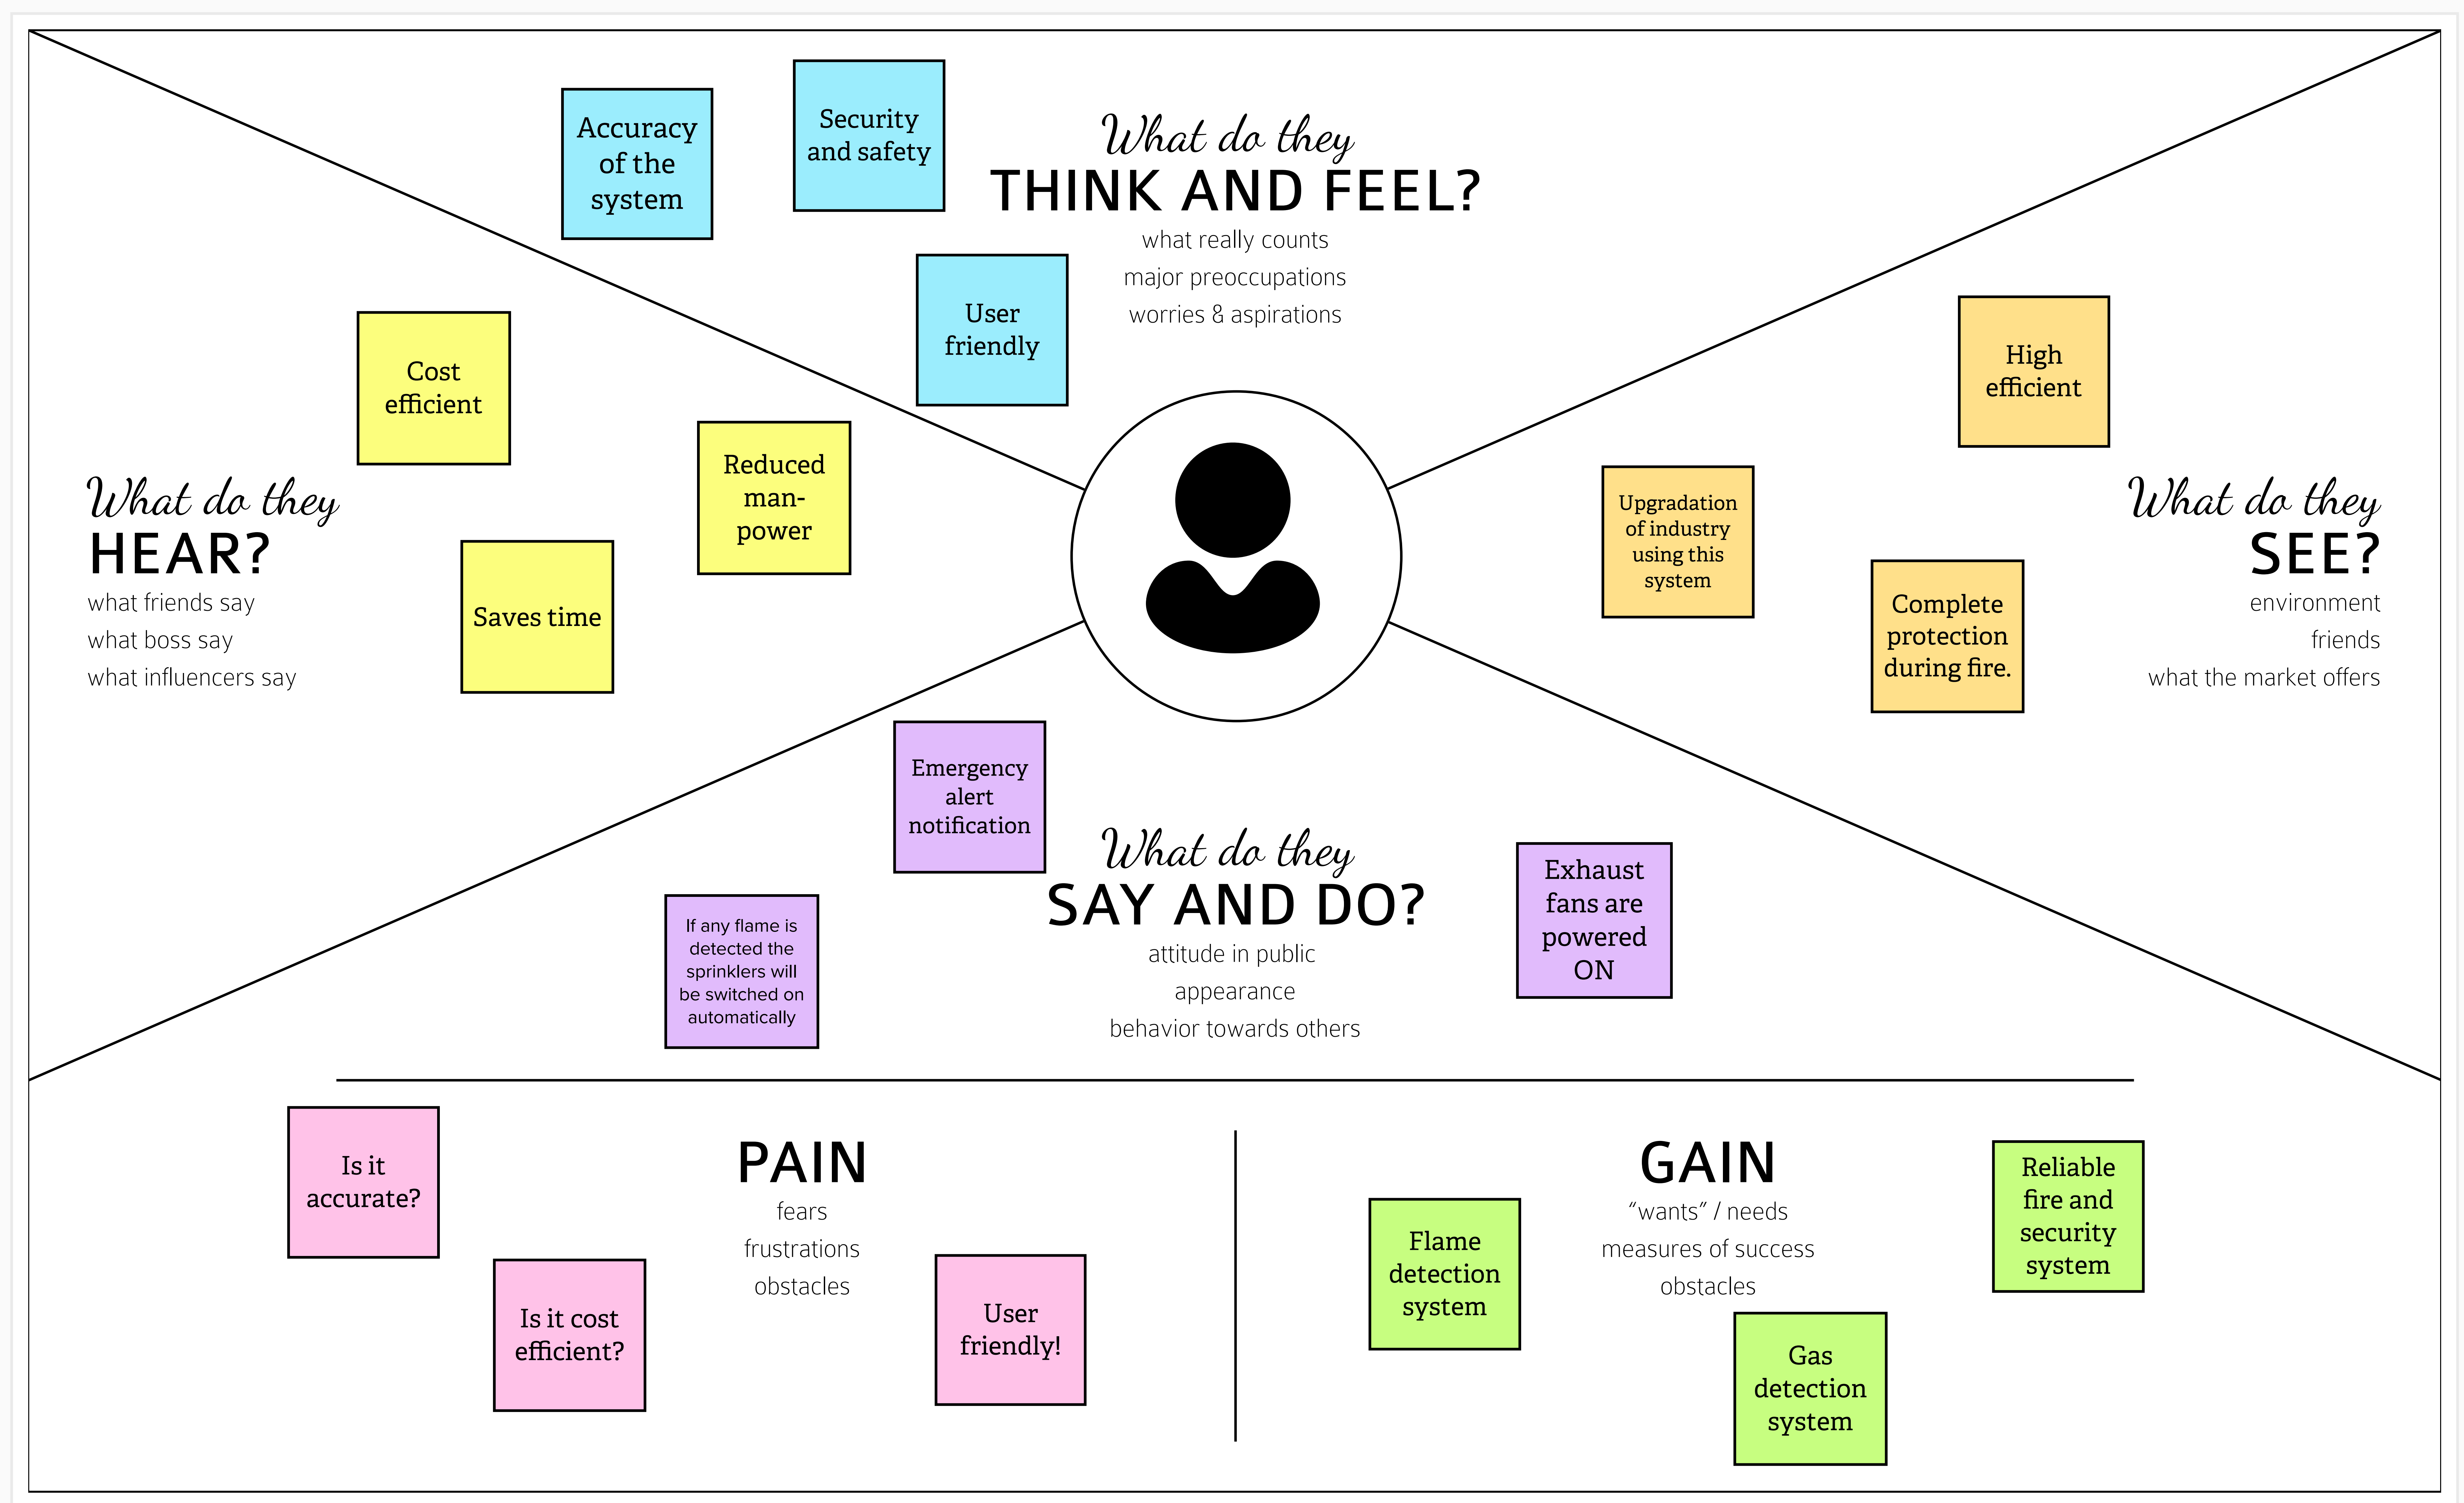 Accuracy
of the
system
Security
and safety
User
friendly
What do they
THINK AND FEEL?
what really counts
major preoccupations
worries & aspirations
Cost
efficient
Reduced
man-
power
Saves time
What do they
HEAR?
what friends say
what boss say
what influencers say
High
efficient
Upgradation
of industry
using this
system
Complete
protection
during fire.
What do they
SEE?
environment
friends
what the market offers
Emergency
alert
notification
If any flame is
detected the
sprinklers will
be switched on
automatically
What do they
SAY AND DO?
attitude in public
appearance
behavior towards others
Exhaust
fans are
powered
ON
Is it
accurate?
Is it cost
efficient?
PAIN
fears
frustrations
obstacles
User
friendly!
Flame
detection
system
GAIN
“wants” / needs
measures of success
obstacles
Gas
detection
system
Reliable
fire and
security
system